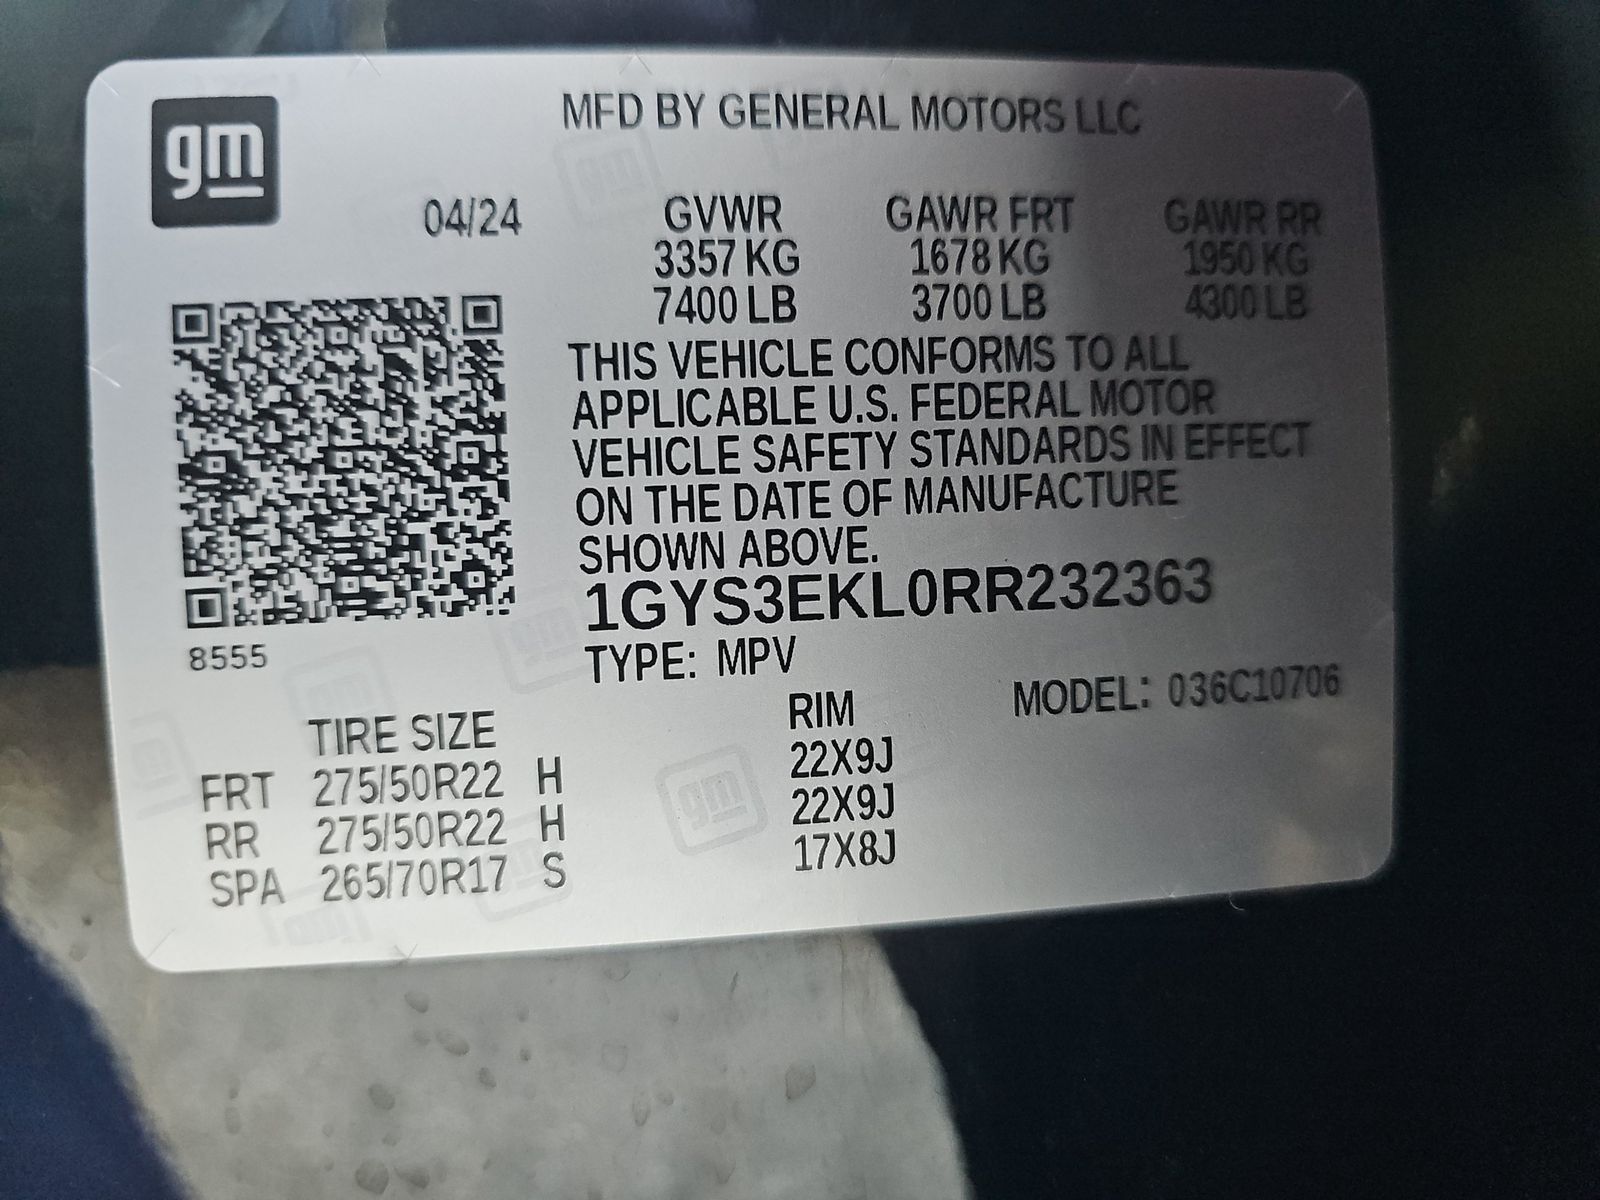 gm
MFD BY GENERAL MOTORS LLC
04/24 GVWR GAWR FRT GAWR RR
3357 KG 1678 KG 1950 KG
7400 LB 3700 LB 4300 LB
THIS VEHICLE CONFORMS TO ALL
APPLICABLE U.S. FEDERAL MOTOR
VEHICLE SAFETY STANDARDS IN EFFECT
ON THE DATE OF MANUFACTURE
SHOWN ABOVE.
1GYS3EKL0RR232363
8555
TYPE: MPV
MODEL: 036C10706
TIRE SIZE RIM
FRT 275/50R22 H 22X9J
RR 275/50R22 H 22X9J
SPA 265/70R17 S 17X8J
gm